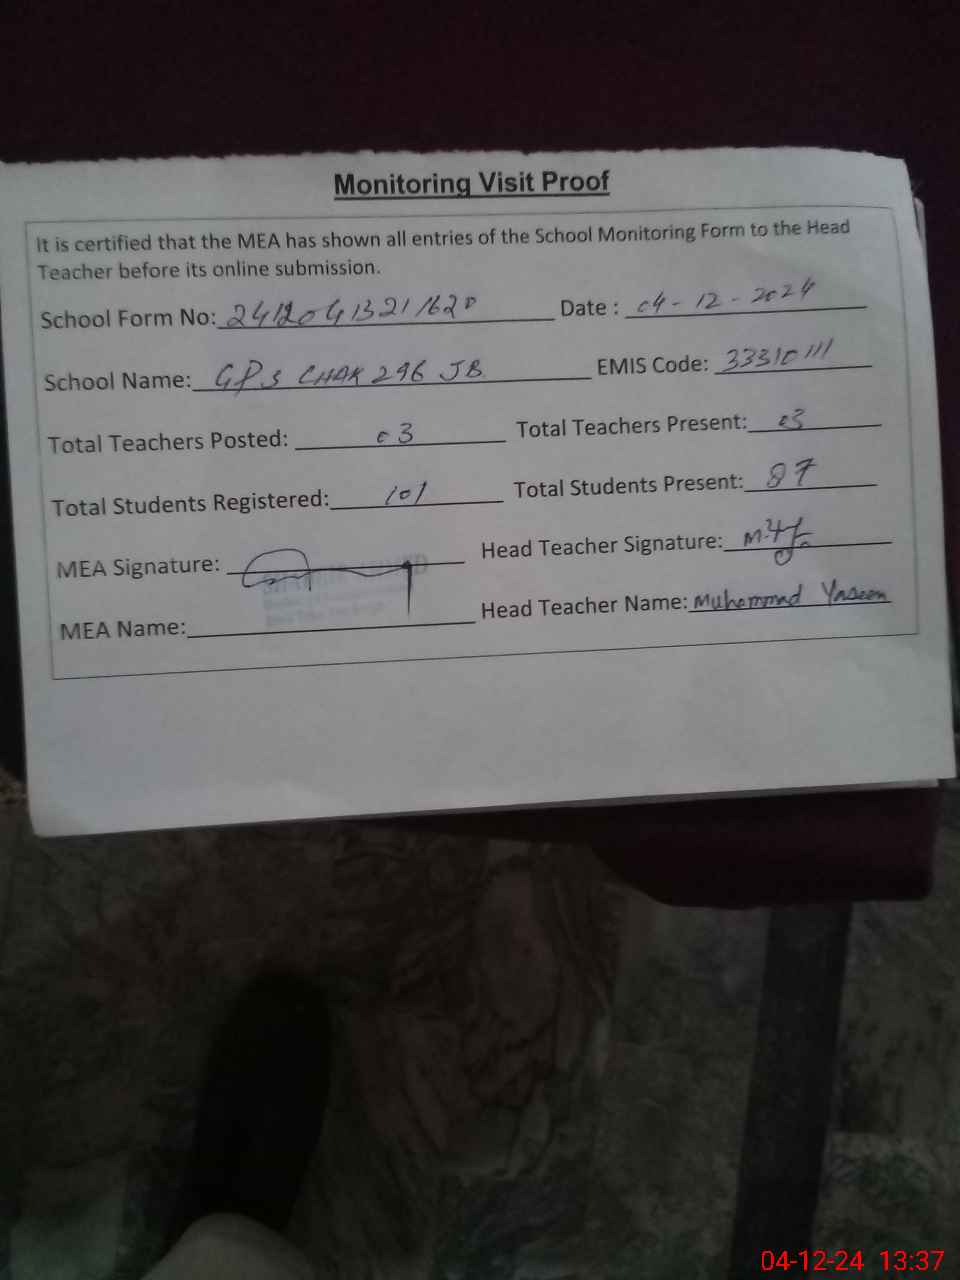 Monitoring Visit Proof
It is certified that the MEA has shown all entries of the School Monitoring Form to the Head
Teacher before its online submission.
School Form No: 241204132111620 Date : 04-12-2024
School Name: GPS CHAK 296 JB EMIS Code: 33310111
Total Teachers Posted: 03 Total Teachers Present: 03
Total Students Registered: 101 Total Students Present: 87
MEA Signature: Head Teacher Signature:
MEA Name: Head Teacher Name: Muhammad Yaseen
04-12-24 13:37